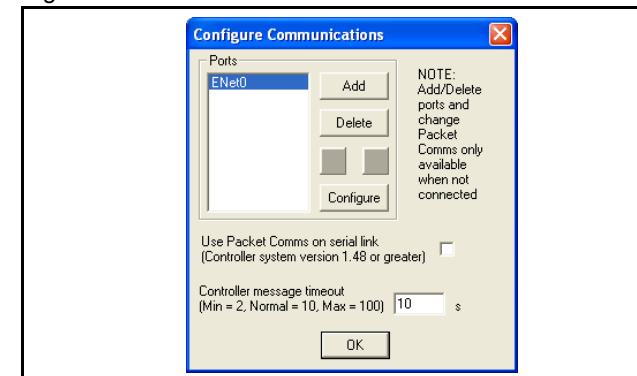 Configure Communications
Ports
ENet0
Add
Delete
Configure
NOTE:
Add/Delete
ports and
change
Packet
Comms only
available
when not
connected
Use Packet Comms on serial link
(Controller system version 1.48 or greater)
Controller message timeout
(Min = 2, Normal = 10, Max = 100)
10
s
OK